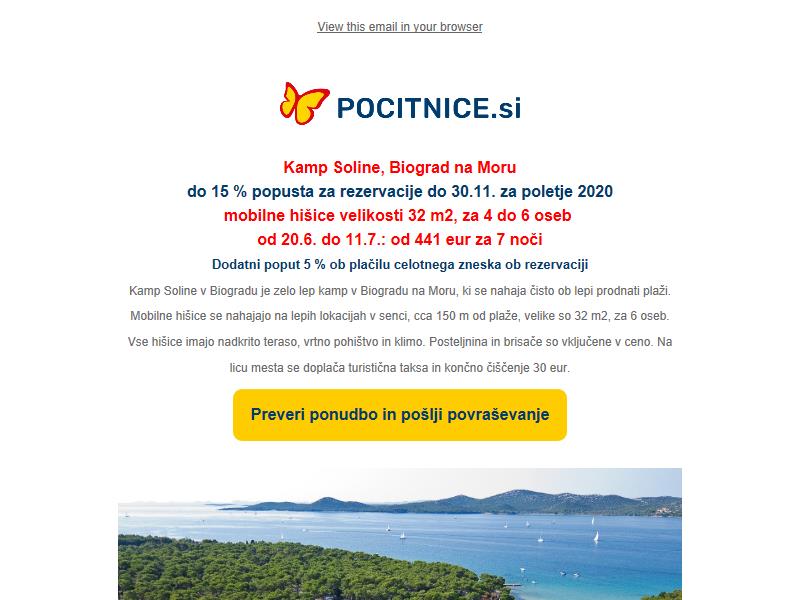 View this email in your browser
POCITNICE.si
Kamp Soline, Biograd na Moru
do 15 % popusta za rezervacije do 30.11. za poletje 2020
mobilne hišice velikosti 32 m2, za 4 do 6 oseb
od 20.6. do 11.7.: od 441 eur za 7 noči
Dodatni poput 5 % ob plačilu celotnega zneska ob rezervaciji
Kamp Soline v Biogradu je zelo lep kamp v Biogradu na Moru, ki se nahaja čisto ob lepi prodnati plaži.
Mobilne hišice se nahajajo na lepih lokacijah v senci, cca 150 m od plaže, velike so 32 m2, za 6 oseb.
Vse hišice imajo nadkrito teraso, vrtno pohištvo in klimo. Posteljnina in brisače so vključene v ceno. Na
licu mesta se doplača turistična taksa in končno čiščenje 30 eur.
Preveri ponudbo in pošlji povraševanje